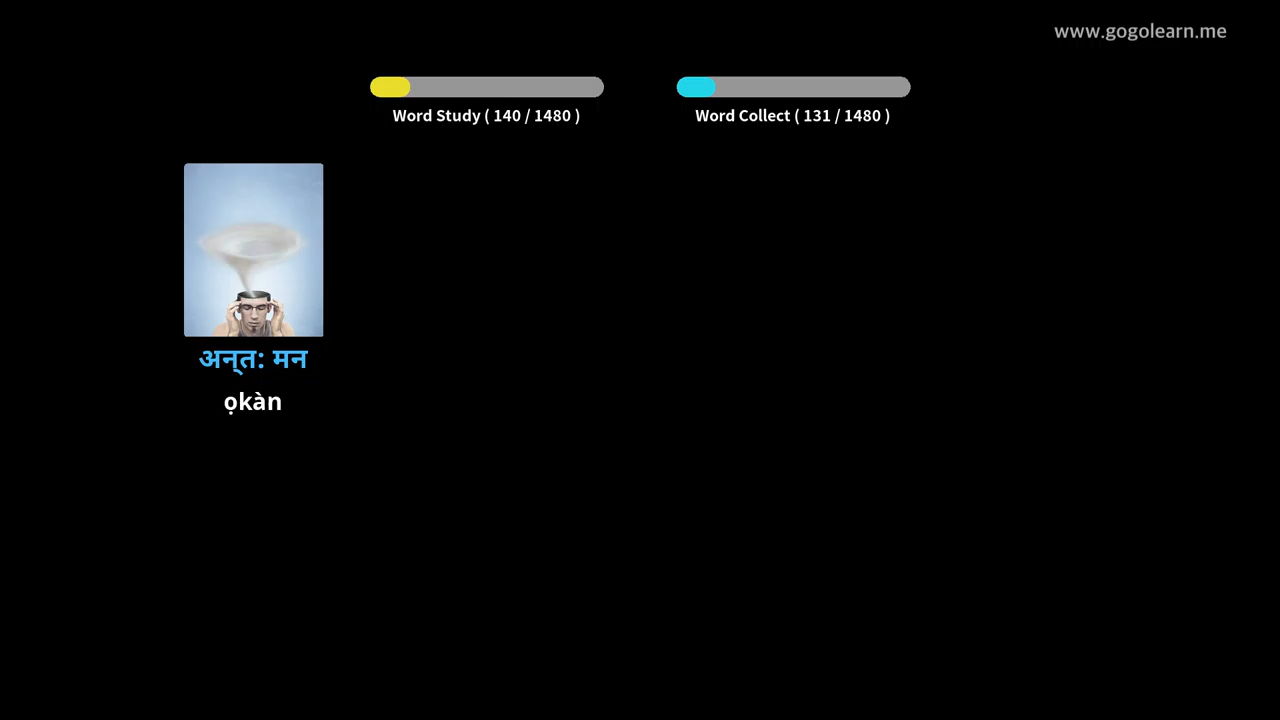 www.gogolearn.me
Word Study ( 140 / 1480 )
Word Collect ( 131 / 1480 )
अन्‌त: मन
ọkàn